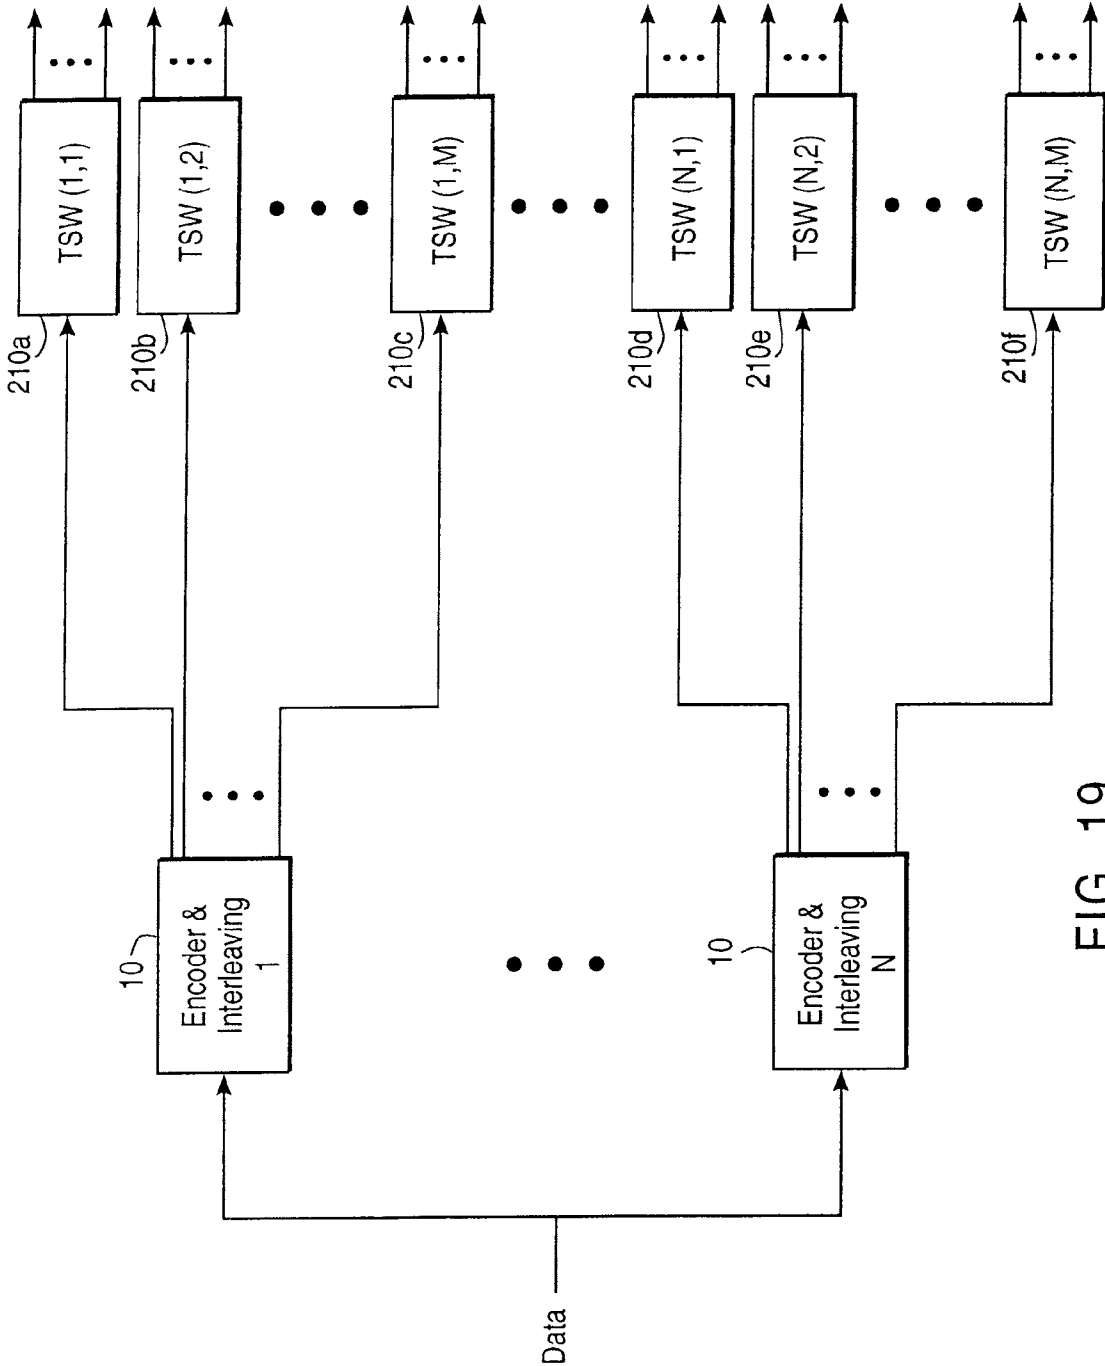 Data
10
Encoder &
Interleaving
1
10
Encoder &
Interleaving
N
210a
TSW (1,1)
210b
TSW (1,2)
210c
TSW (1,M)
210d
TSW (N,1)
210e
TSW (N,2)
210f
TSW (N,M)
FIG. 19